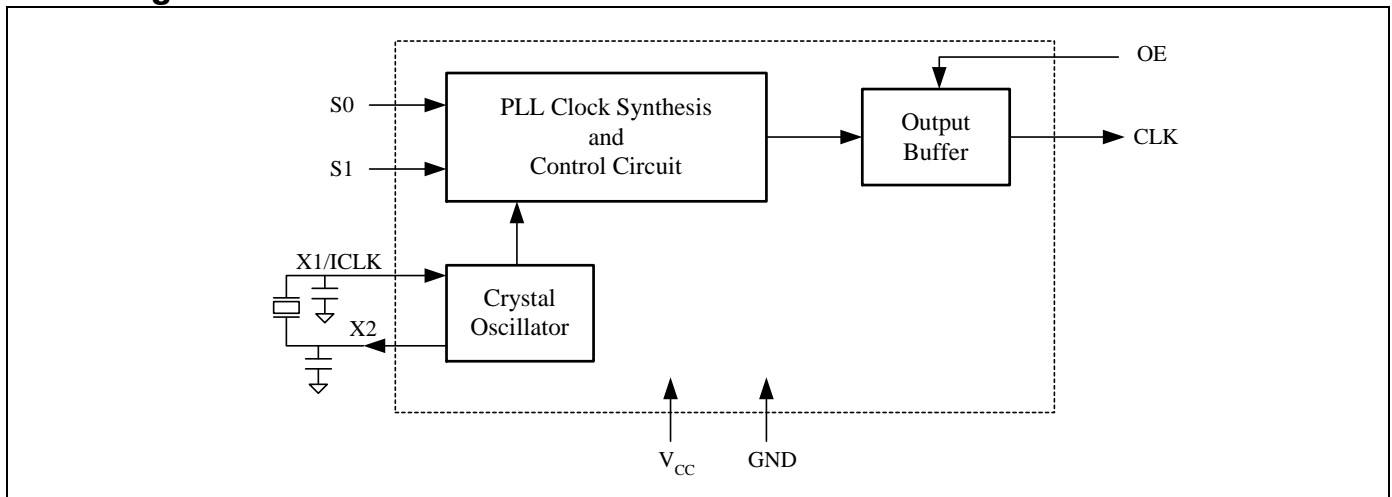 S0
S1
PLL Clock Synthesis
and
Control Circuit
OE
Output
Buffer
CLK
X1/ICLK
X2
Crystal
Oscillator
VCC
GND